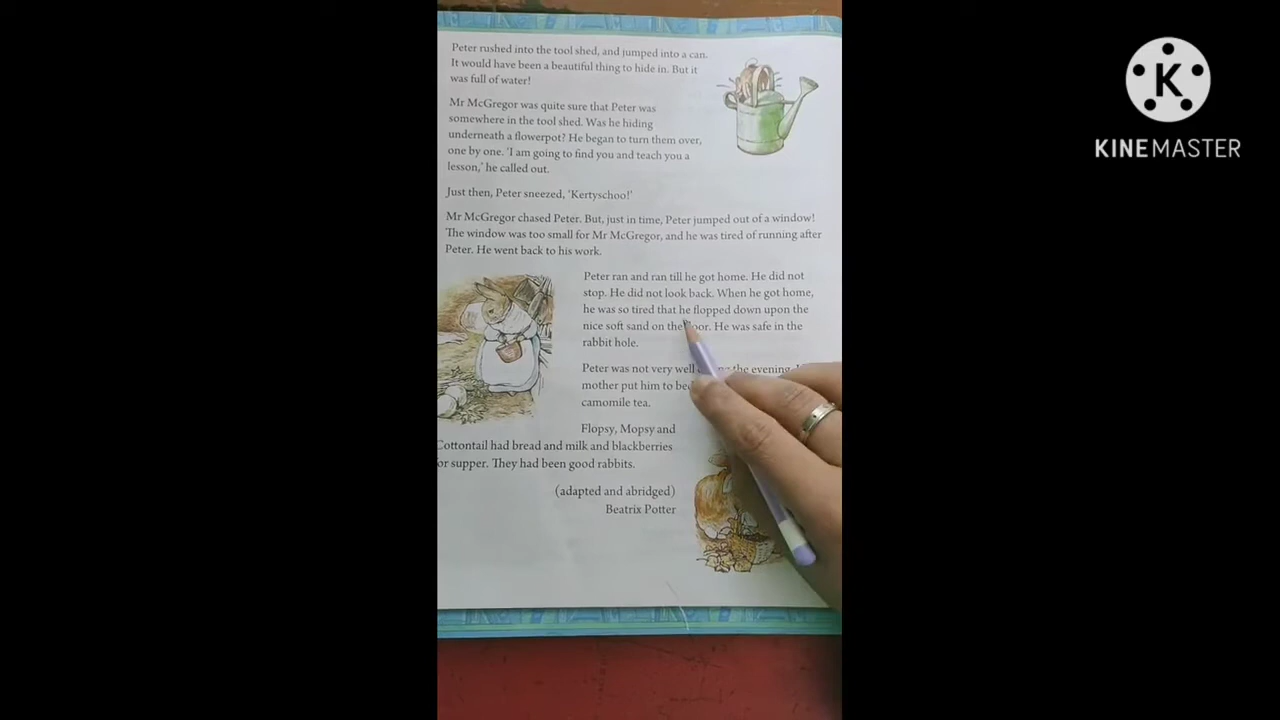 Peter rushed into the tool shed, and jumped into a can.
It would have been a beautiful thing to hide in. But it
was full of water!
Mr McGregor was quite sure that Peter was
somewhere in the tool shed. Was he hiding
underneath a flowerpot? He began to turn them over,
one by one. 'I am going to find you and teach you a
lesson,' he called out.
Just then, Peter sneezed, 'Kertyschoo!'
Mr McGregor chased Peter. But, just in time, Peter jumped out of a window!
The window was too small for Mr McGregor, and he was tired of running after
Peter. He went back to his work.
Peter ran and ran till he got home. He did not
stop. He did not look back. When he got home,
he was so tired that he flopped down upon the
nice soft sand on the floor. He was safe in the
rabbit hole.
Peter was not very well the evening.
mother put him to
camomile tea.
Flopsy, Mopsy and
Cottontail had bread and milk and blackberries
or supper. They had been good rabbits.
(adapted and abridged)
Beatrix Potter
K
KINEMASTER